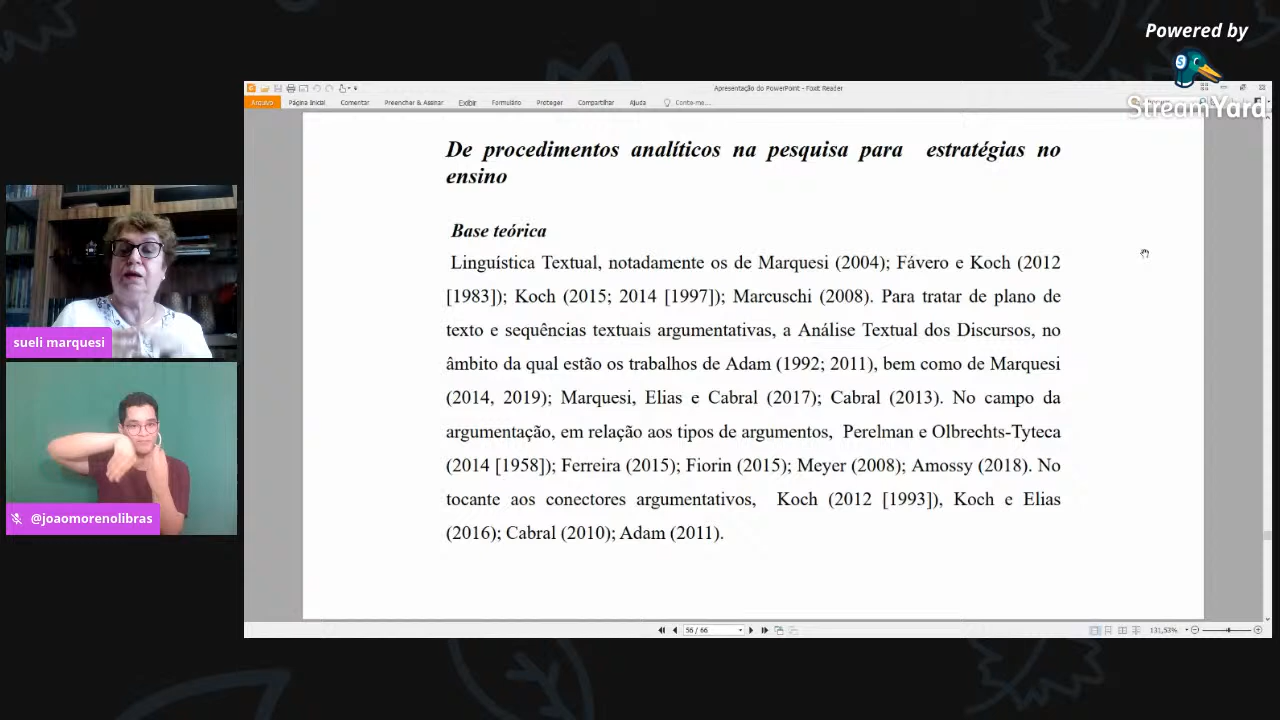 Powered by
StreamYard
Apresentação do PowerPoint - Foxit Reader
Arquivo Página Inicial Comentar Preencher & Assinar Exibir Formulário Proteger Compartilhar Ajuda Conte-me...
De procedimentos analíticos na pesquisa para estratégias no
ensino
Base teórica
Linguística Textual, notadamente os de Marquesi (2004); Fávero e Koch (2012
[1983]); Koch (2015; 2014 [1997]); Marcuschi (2008). Para tratar de plano de
texto e sequências textuais argumentativas, a Análise Textual dos Discursos, no
âmbito da qual estão os trabalhos de Adam (1992; 2011), bem como de Marquesi
(2014, 2019); Marquesi, Elias e Cabral (2017); Cabral (2013). No campo da
argumentação, em relação aos tipos de argumentos, Perelman e Olbrechts-Tyteca
(2014 [1958]); Ferreira (2015); Fiorin (2015); Meyer (2008); Amossy (2018). No
tocante aos conectores argumentativos, Koch (2012 [1993]), Koch e Elias
(2016); Cabral (2010); Adam (2011).
sueli marquesi
@joaomorenolibras
56 / 66
131,53%